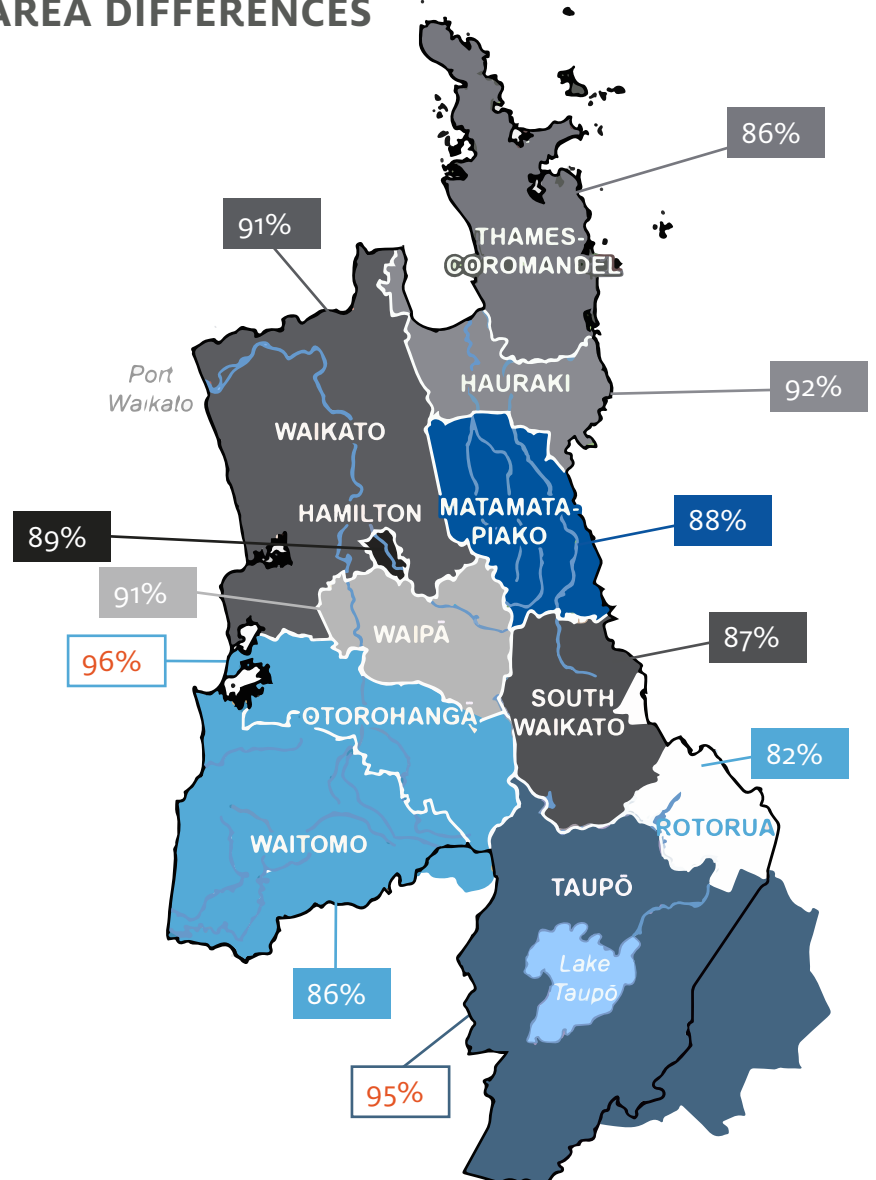 AREA DIFFERENCES
86%
91%
THAMES-
COROMANDEL
Port
Waikato
HAURAKI
92%
WAIKATO
HAMILTON
MATAMATA-
PIAKO
88%
89%
91%
WAIPĀ
87%
96%
SOUTH
WAIKATO
OTOROHANGĀ
82%
ROTORUA
WAITOMO
TAUPŌ
Lake
Taupō
86%
95%